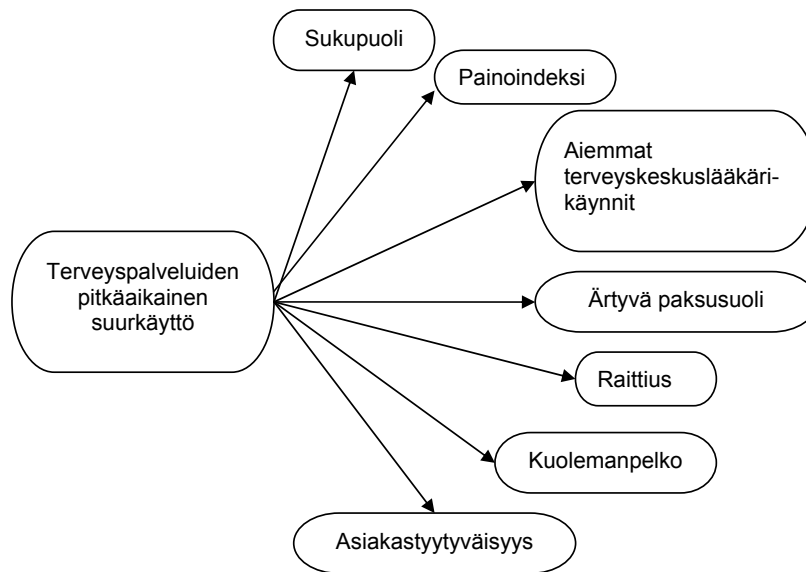 Sukupuoli
Painoindeksi
Aiemmat
terveyskeskuslääkäri-
käynnit
Terveyspalveluiden
pitkäaikainen
suurkäyttö
Ärtyvä paksusuoli
Raittius
Kuolemanpelko
Asiakastyytyväisyys